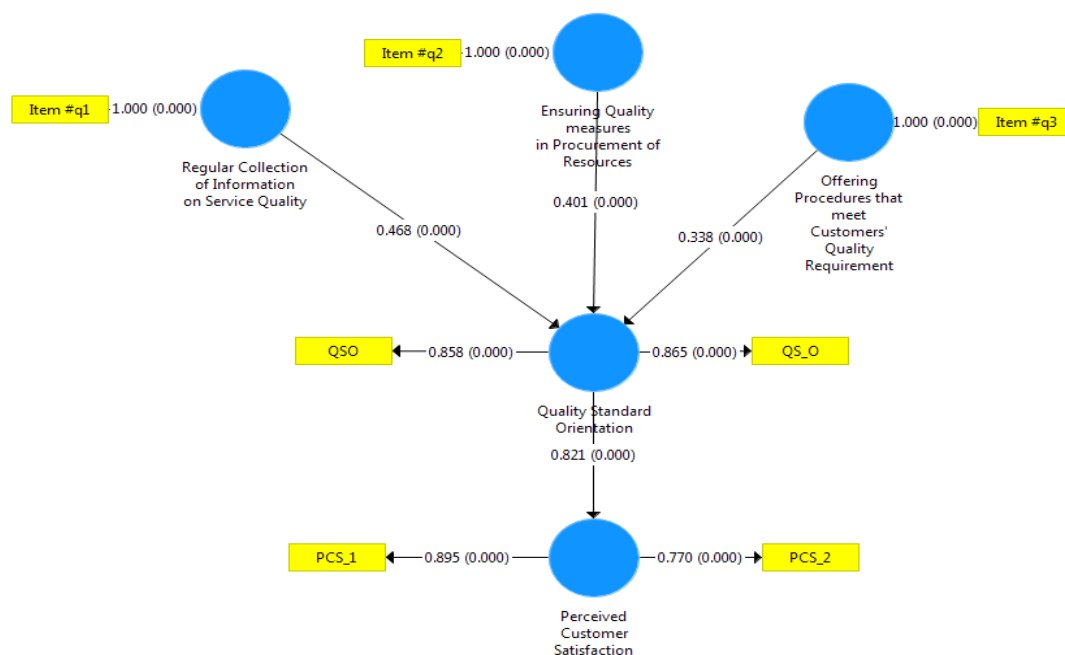 Item #q2
1.000 (0.000)
Item #q1
1.000 (0.000)
1.000 (0.000)
Item #q3
Regular Collection
of Information
on Service Quality
Ensuring Quality
measures
in Procurement of
Resources
Offering
Procedures that
meet
Customers'
Quality
Requirement
0.468 (0.000)
0.401 (0.000)
0.338 (0.000)
QSO
0.858 (0.000)
0.865 (0.000)
QS_O
Quality Standard
Orientation
0.821 (0.000)
PCS_1
0.895 (0.000)
0.770 (0.000)
PCS_2
Perceived
Customer
Satisfaction